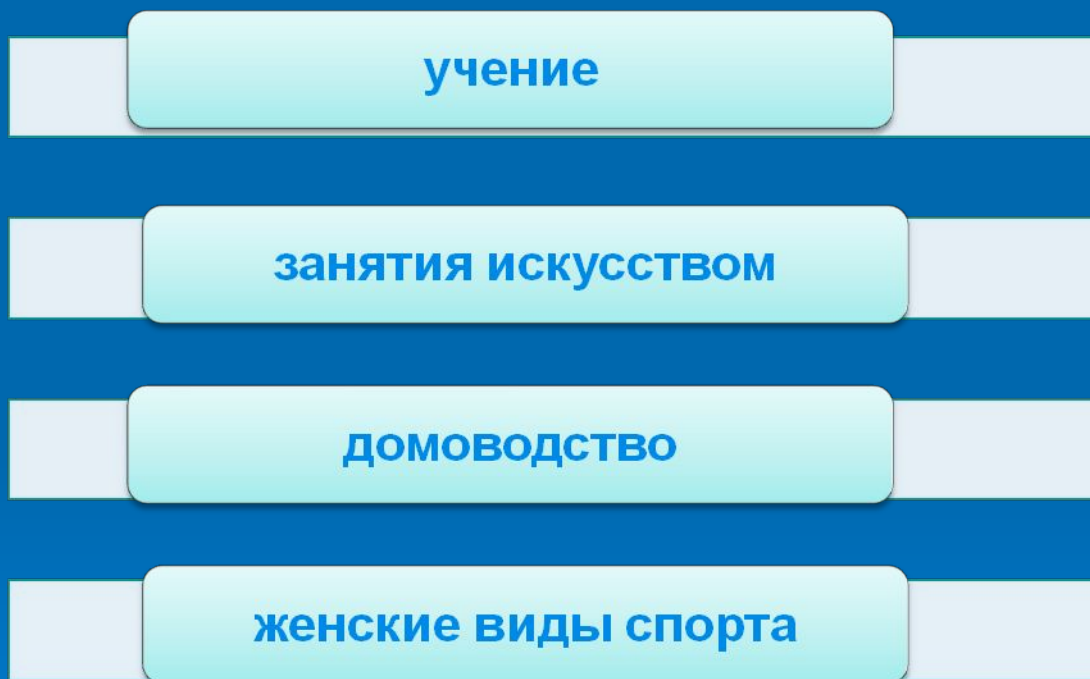 учение
занятия искусством
домоводство
женские виды спорта